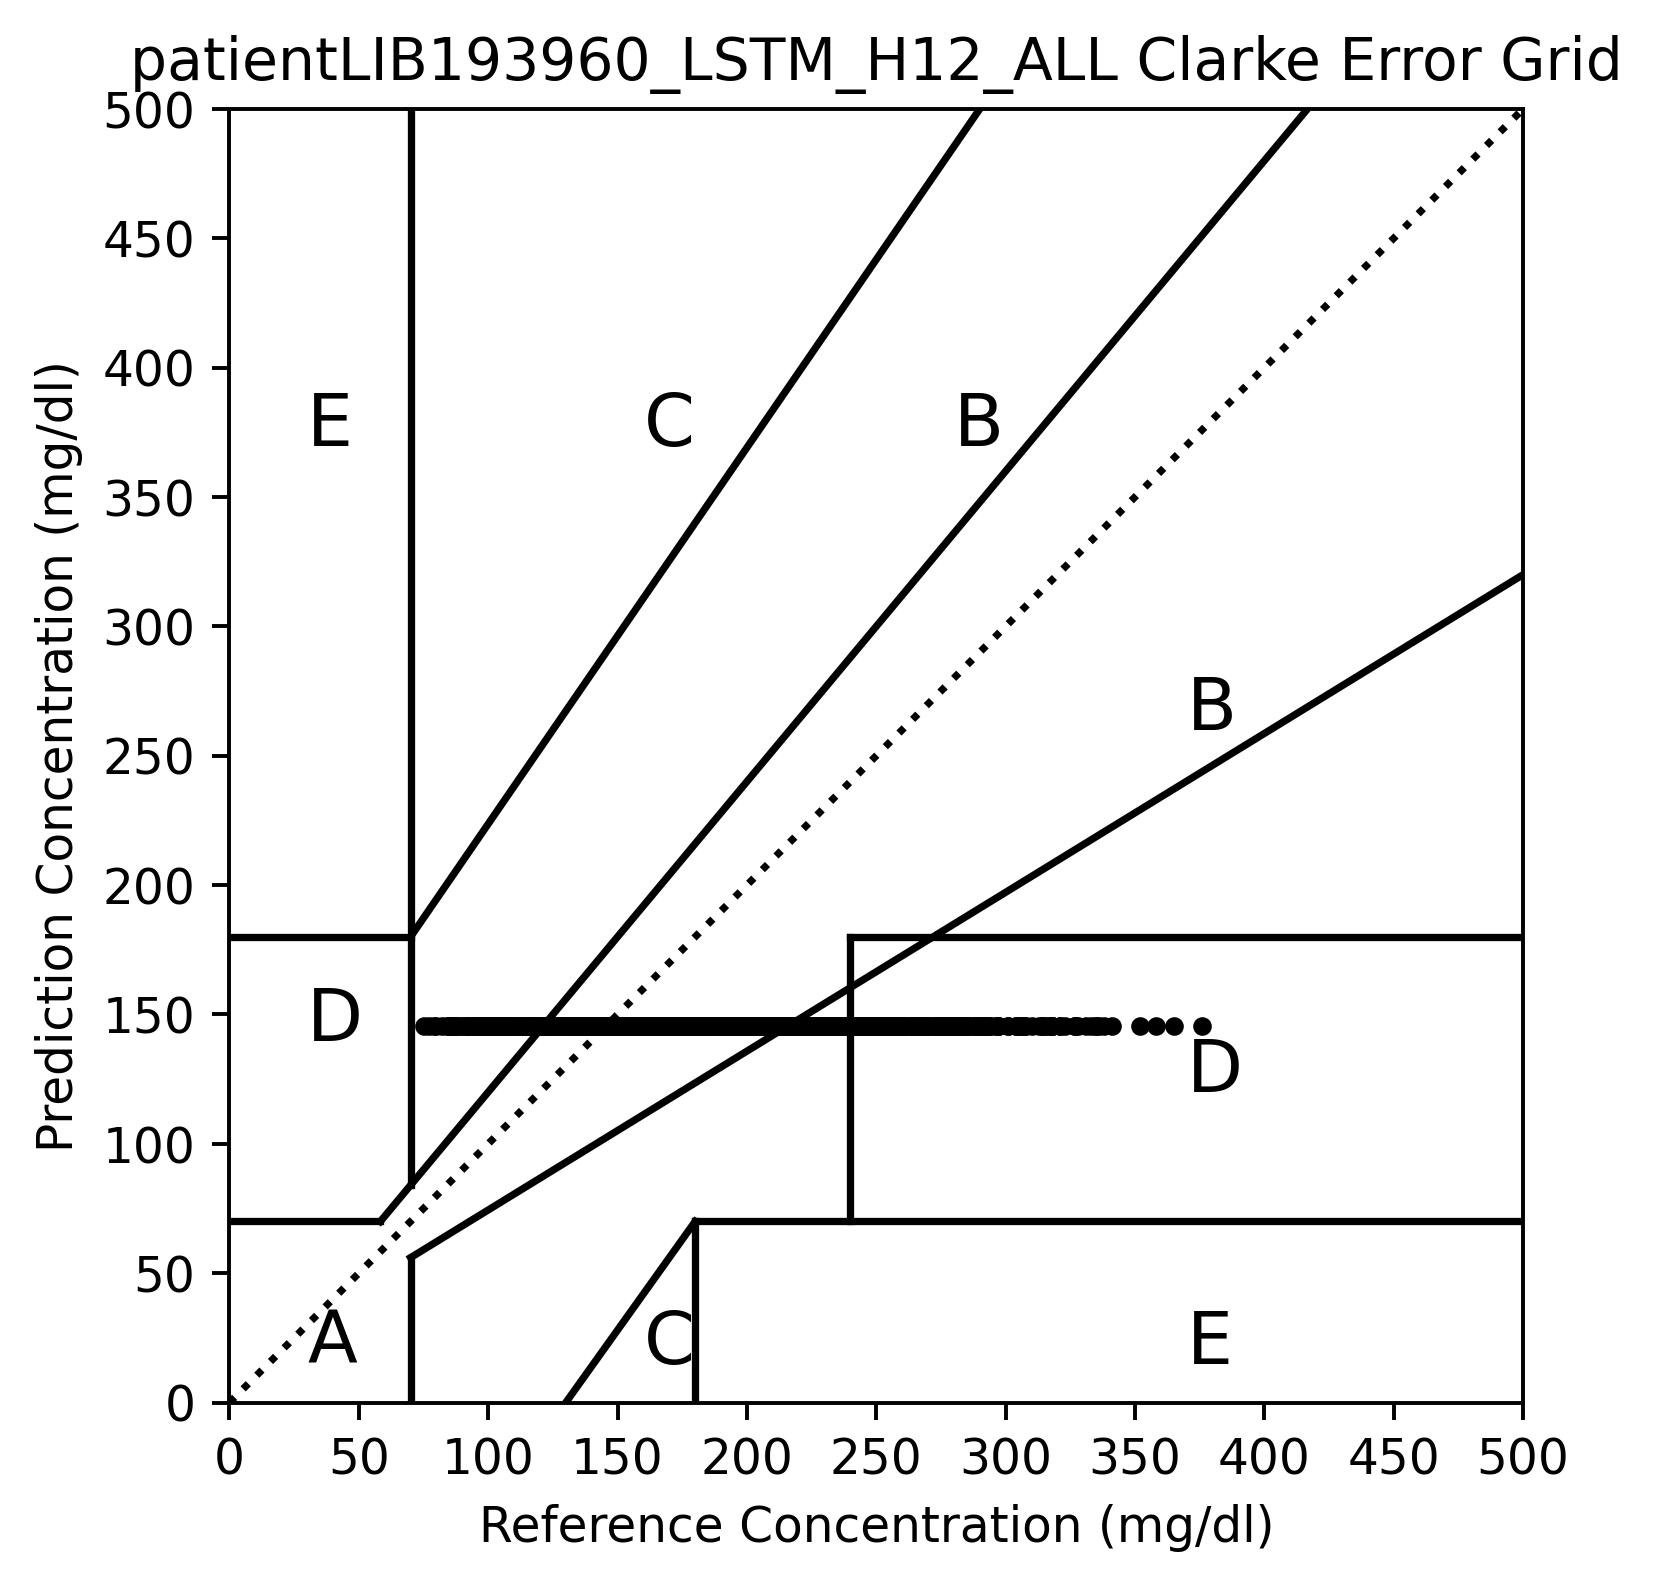 patientLIB193960_LSTM_H12_ALL Clarke Error Grid
500
450
400
350
300
250
200
150
100
50
0
Prediction Concentration (mg/dl)
E
C
B
B
D
D
A
C
E
0 50 100 150 200 250 300 350 400 450 500
Reference Concentration (mg/dl)